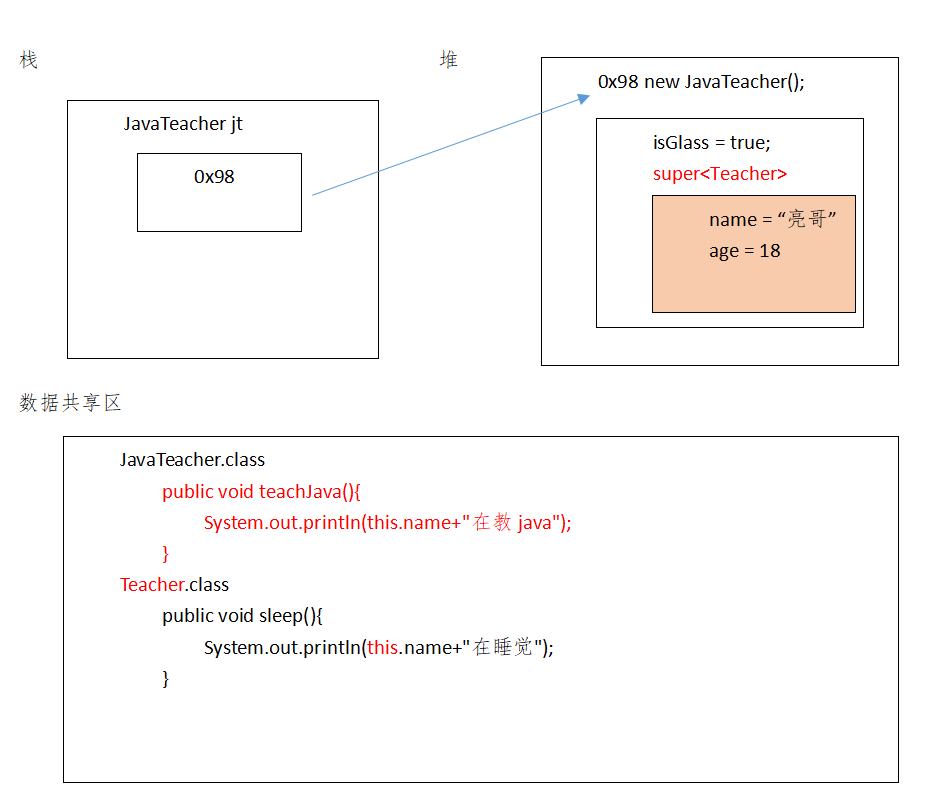 栈
JavaTeacher jt
0x98
堆
0x98 new JavaTeacher();
isGlass = true;
super<Teacher>
name = “亮哥”
age = 18
数据共享区
JavaTeacher.class
public void teachJava(){
System.out.println(this.name+"在教 java");
}
Teacher.class
public void sleep(){
System.out.println(this.name+"在睡觉");
}